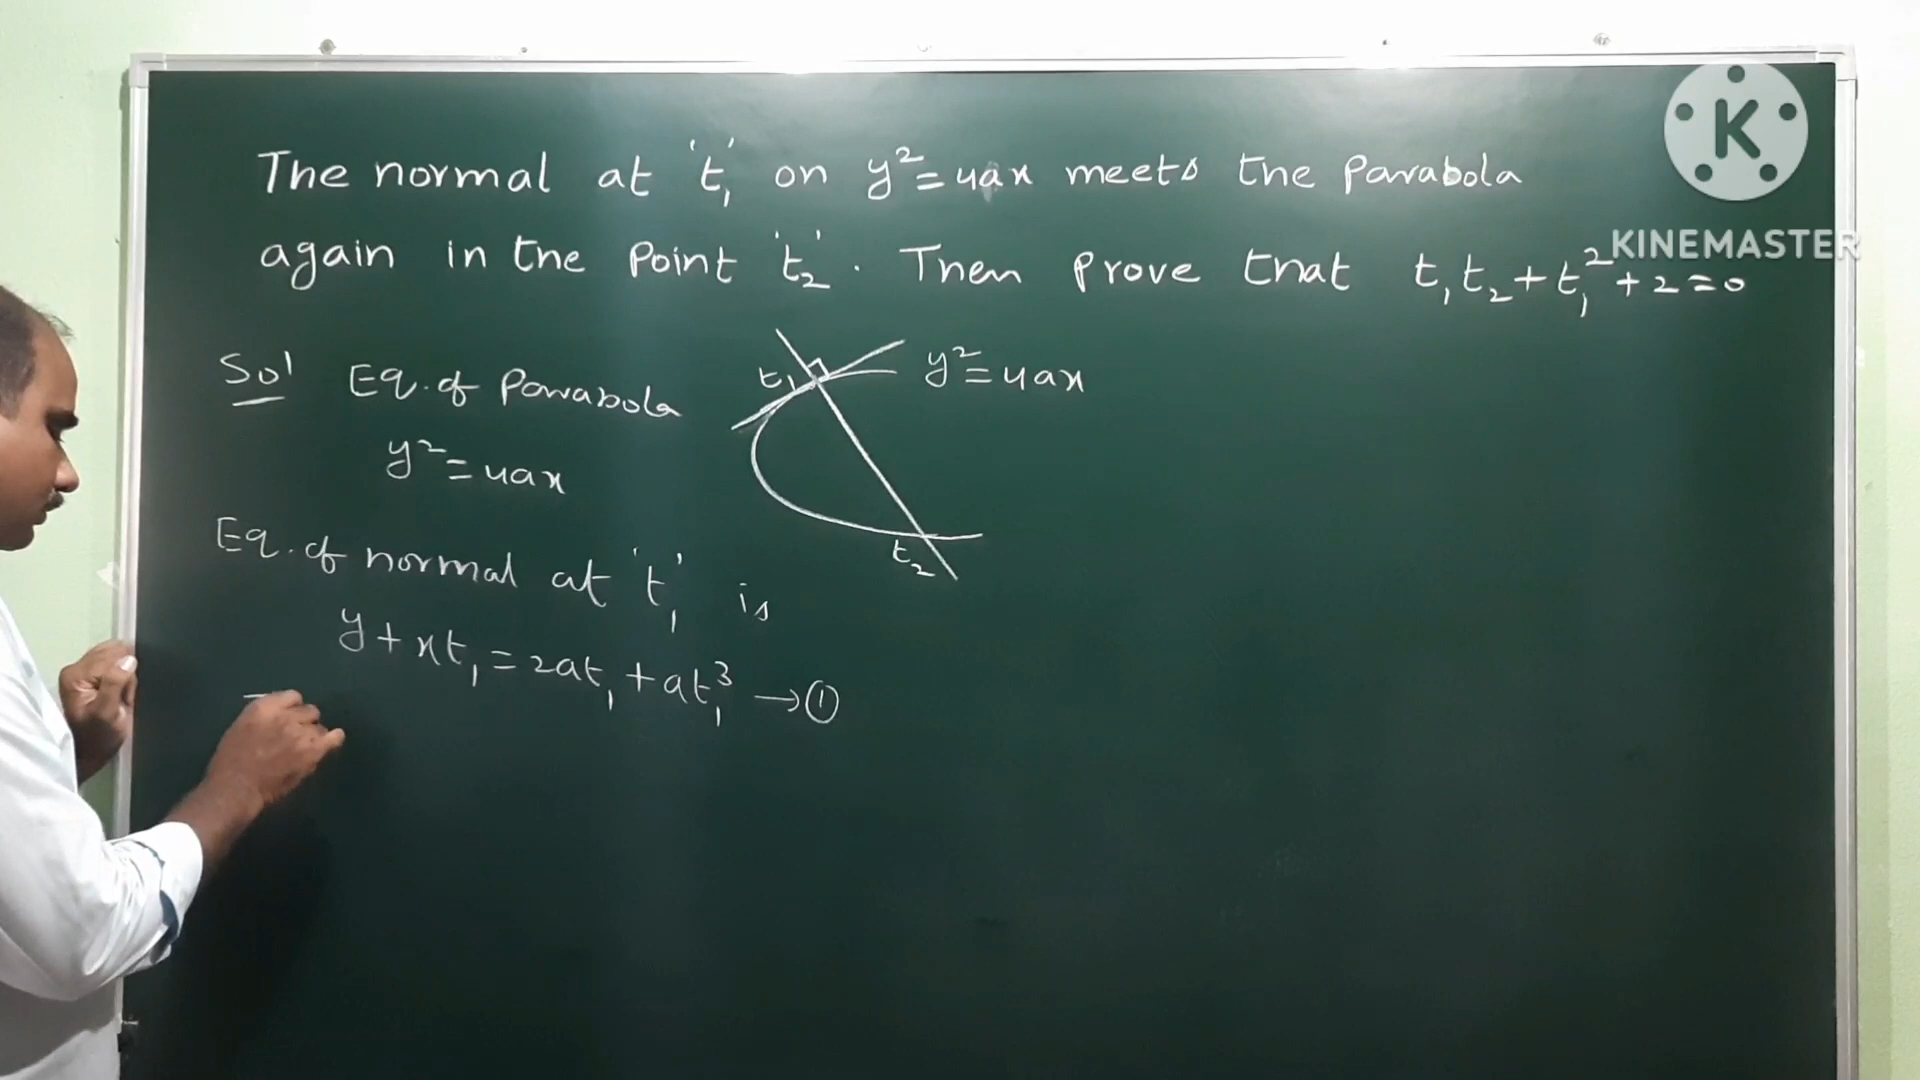 The normal at 't₁' on y² = 4ax meets the Parabola
again in the Point 't₂'. Then Prove that t₁t₂ + t₁² + 2 = 0
Sol Eq. of Parabola
y² = 4ax
t₁
y² = 4ax
t₂
Eq. of normal at 't₁' is
y + xt₁ = 2at₁ + at₁³ → ①
K
KINEMASTER